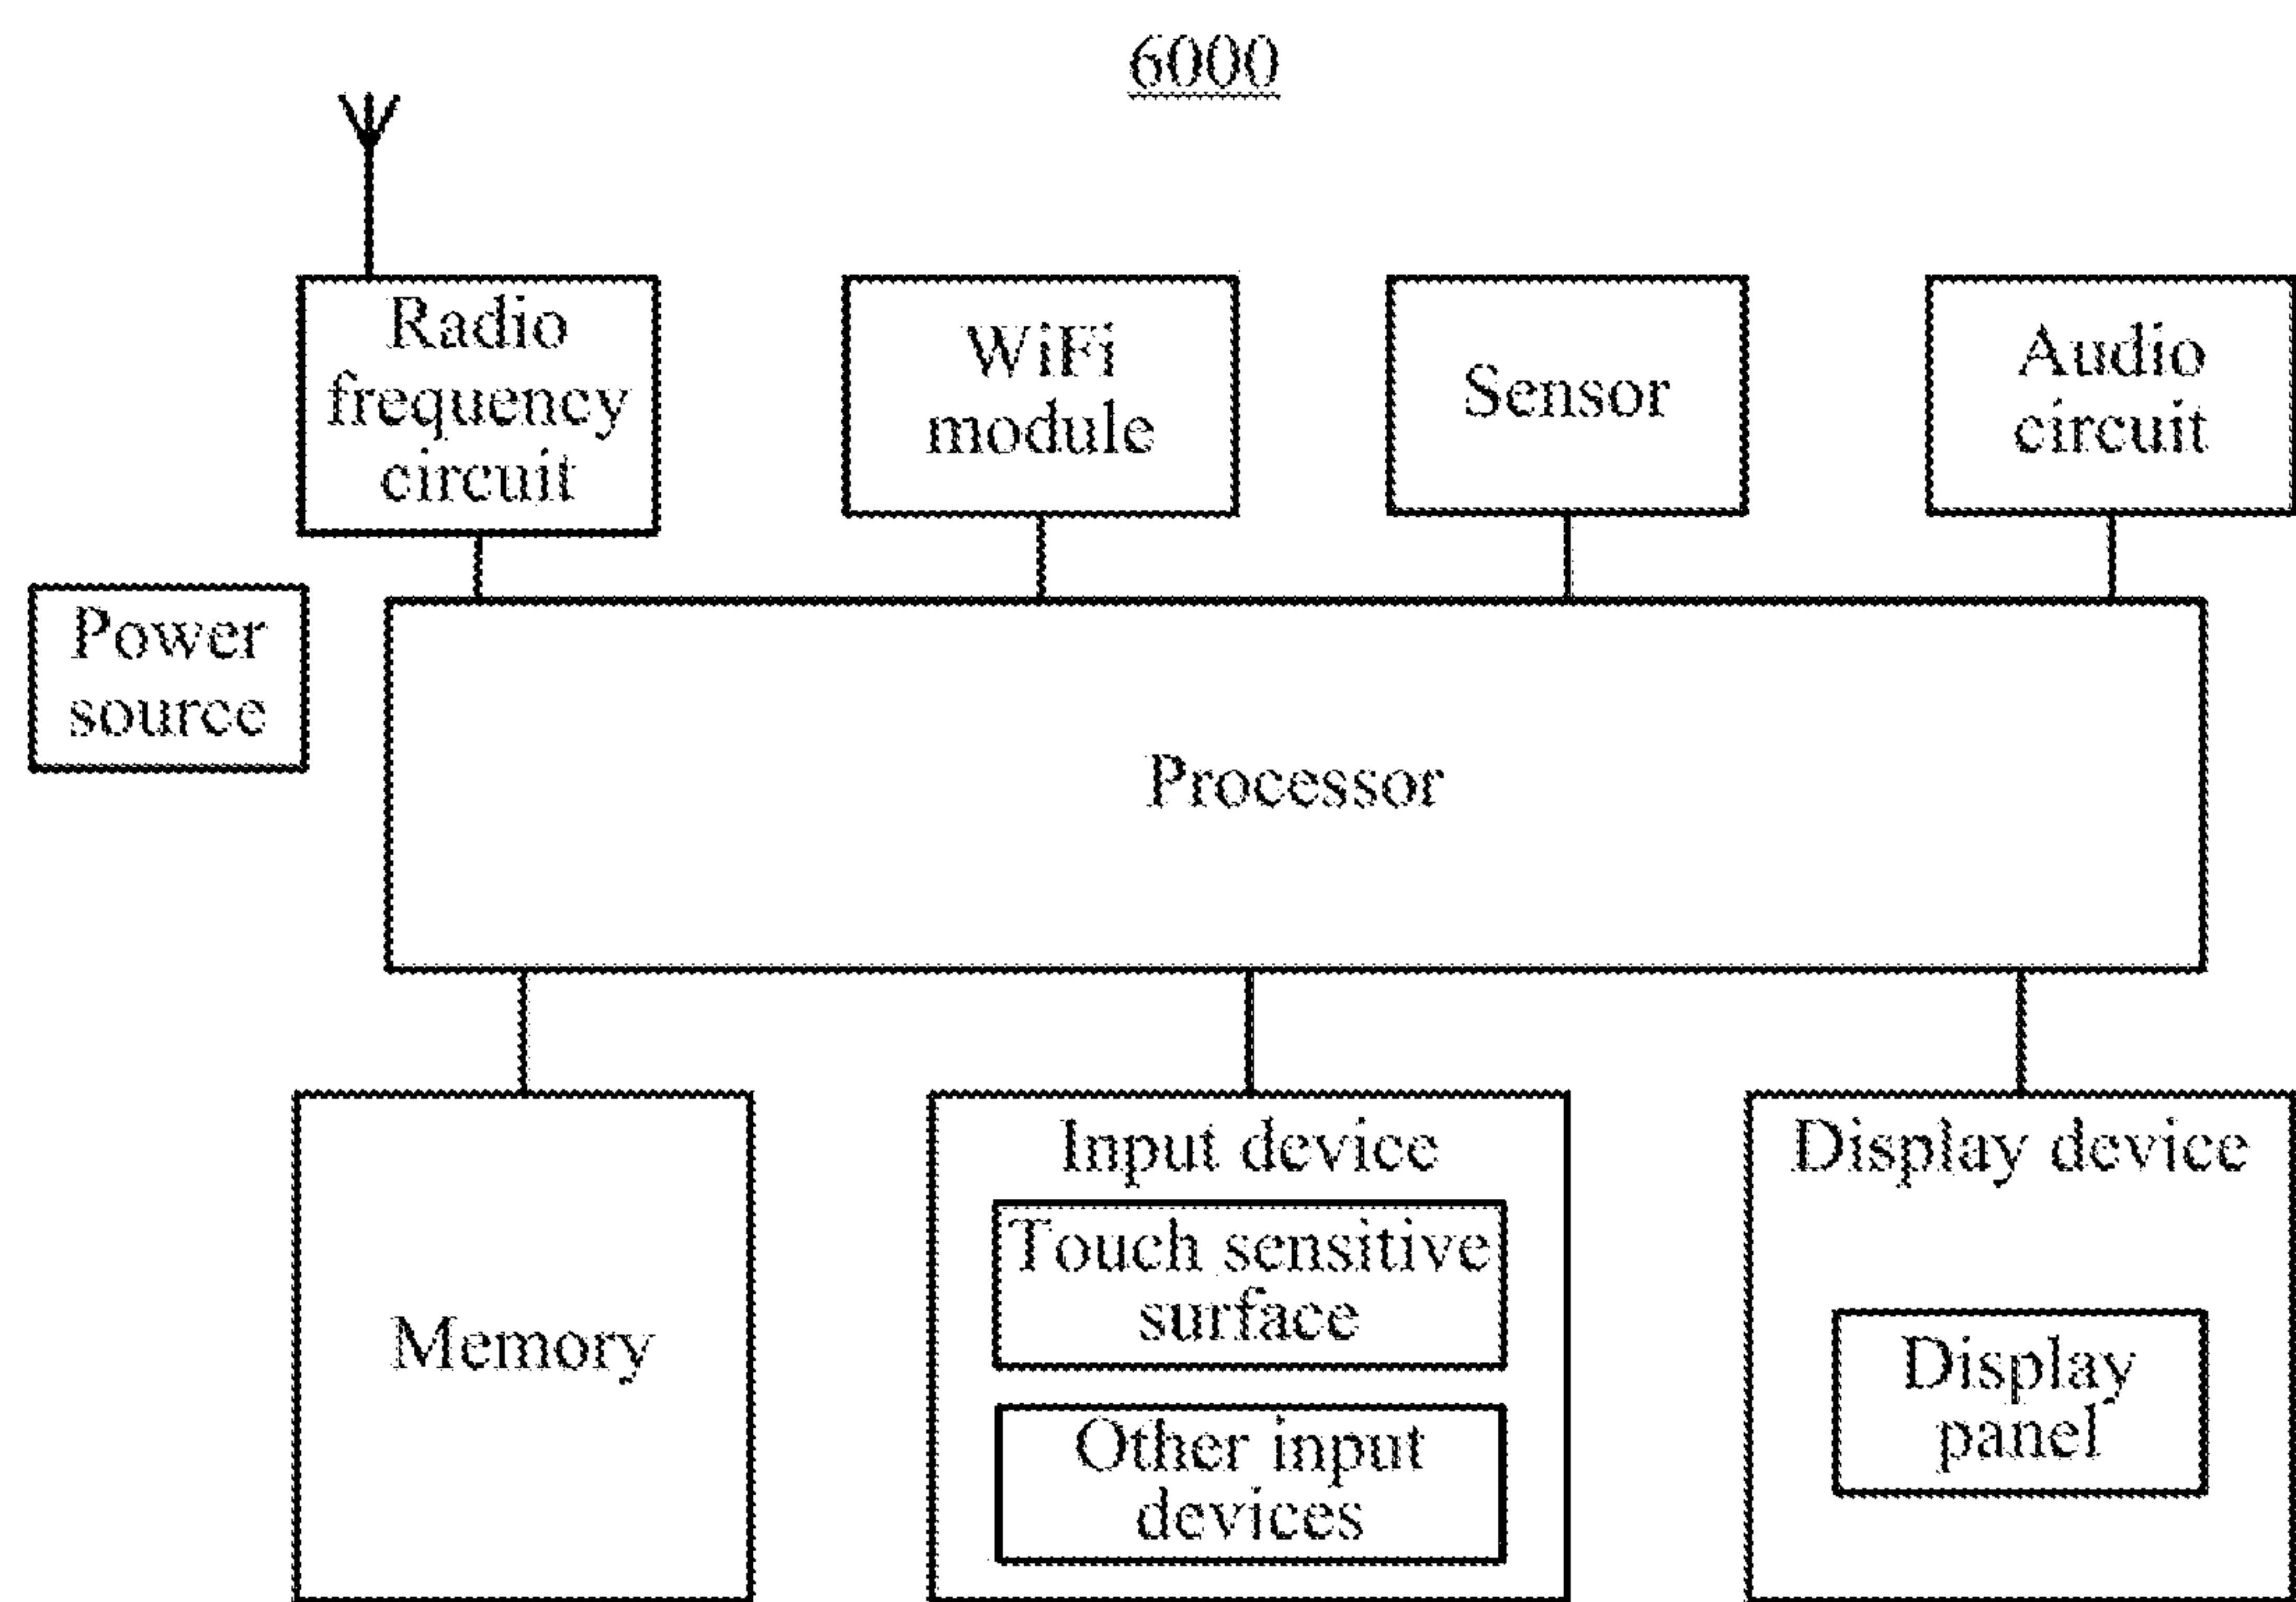 6000
Radio
frequency
circuit
WiFi
module
Sensor
Audio
circuit
Power
source
Processor
Memory
Input device
Touch sensitive
surface
Other input
devices
Display device
Display
panel